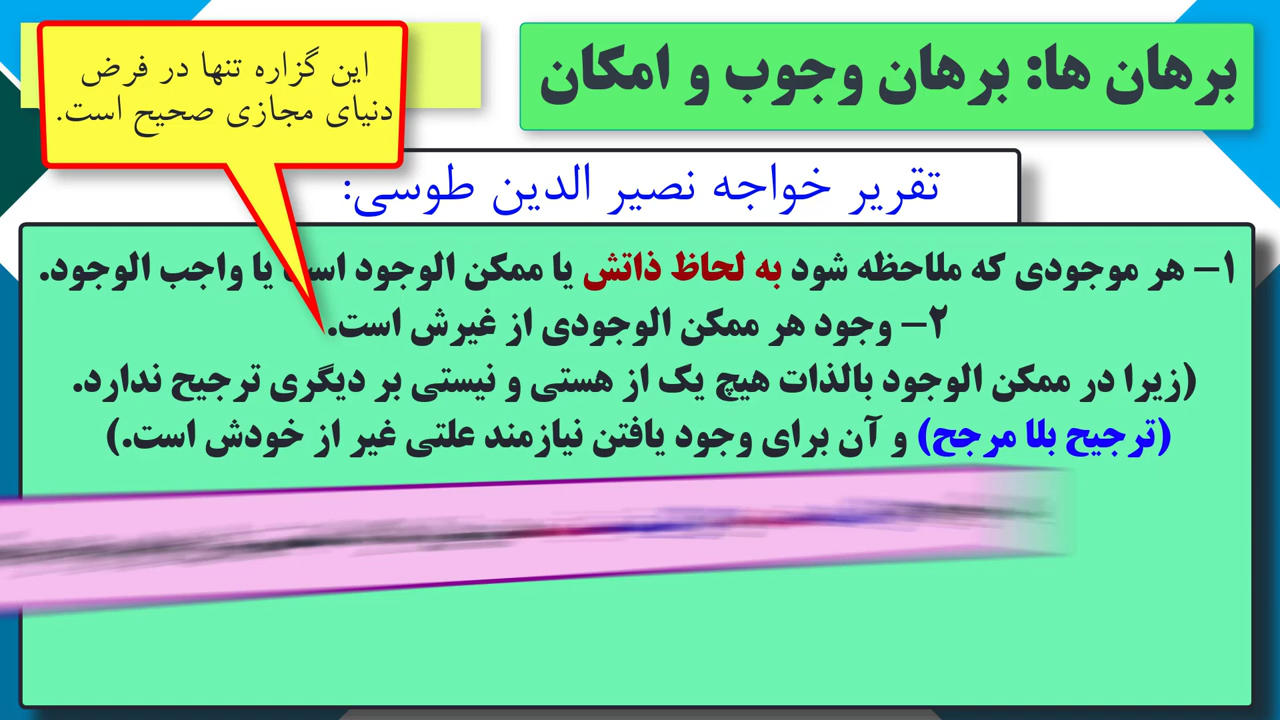 برهان ها: برهان وجوب و امکان
این گزاره تنها در فرض
دنیای مجازی صحیح است.
تقریر خواجه نصیر الدین طوسی:
۱- هر موجودی که ملاحظه شود به لحاظ ذاتش یا ممکن الوجود است یا واجب الوجود.
۲- وجود هر ممکن الوجودی از غیرش است.
(زیرا در ممکن الوجود بالذات هیچ یک از هستی و نیستی بر دیگری ترجیح ندارد.
(ترجیح بلا مرجح) و آن برای وجود یافتن نیازمند علتی غیر از خودش است.)